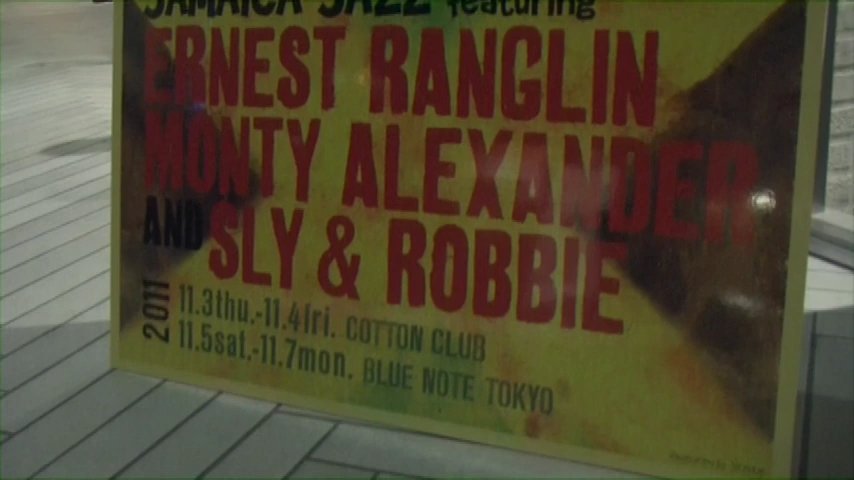 JAMAICA JAZZ featuring
ERNEST RANGLIN
MONTY ALEXANDER
AND SLY & ROBBIE
2011
11.3thu.-11.4fri. COTTON CLUB
11.5sat.-11.7mon. BLUE NOTE TOKYO